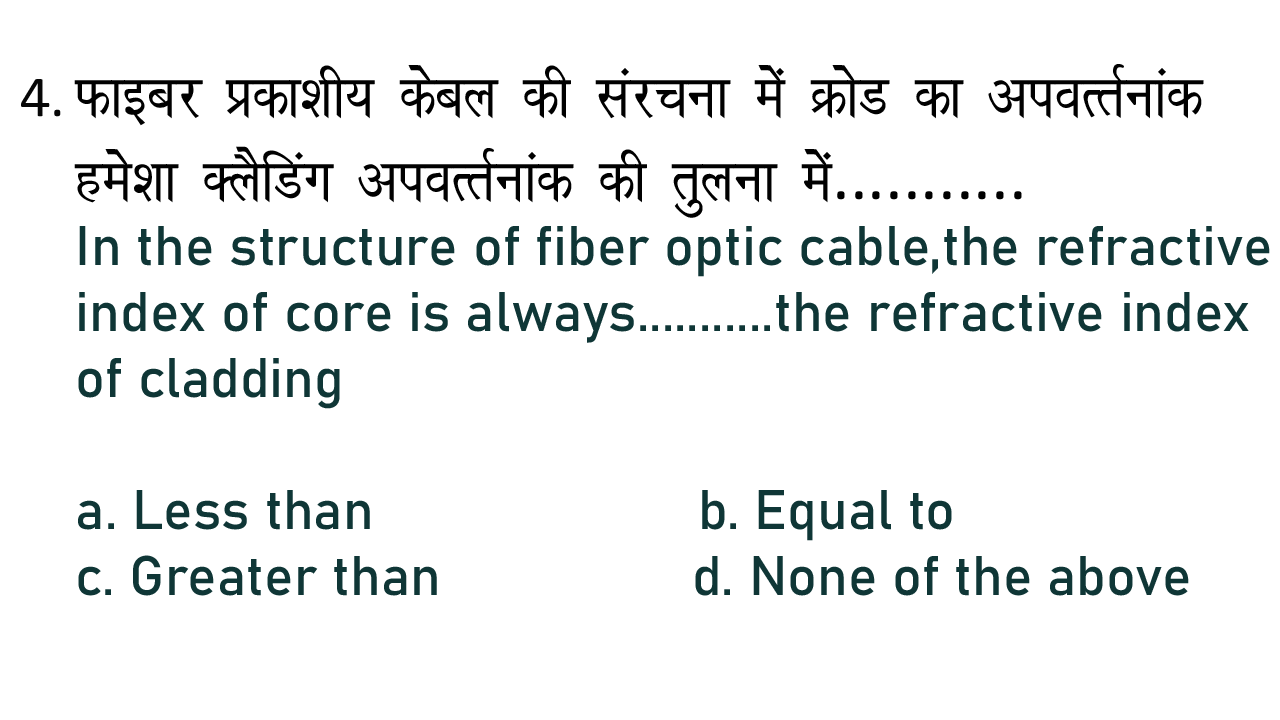 4. फाइबर प्रकाशीय केबल की संरचना में क्रोड का अपवर्त्तनांक
हमेशा क्लैडिंग अपवर्त्तनांक की तुलना में...........
In the structure of fiber optic cable,the refractive
index of core is always...........the refractive index
of cladding
a. Less than b. Equal to
c. Greater than d. None of the above